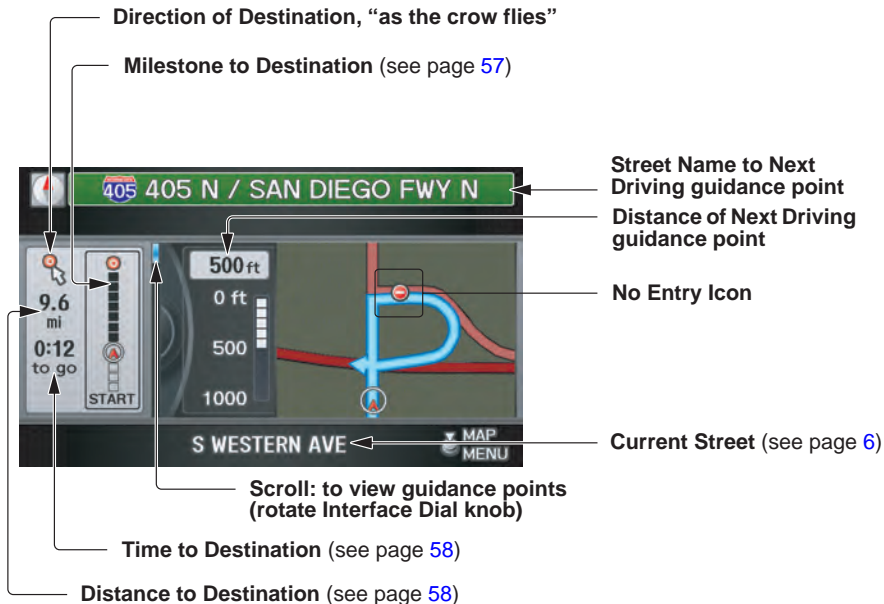 Direction of Destination, “as the crow flies”
Milestone to Destination (see page 57)
405 405 N / SAN DIEGO FWY N
Street Name to Next
Driving guidance point
Distance of Next Driving
guidance point
500 ft
9.6
mi
0:12
to go
START
0 ft
500
1000
No Entry Icon
S WESTERN AVE
MAP
MENU
Current Street (see page 6)
Scroll: to view guidance points
(rotate Interface Dial knob)
Time to Destination (see page 58)
Distance to Destination (see page 58)